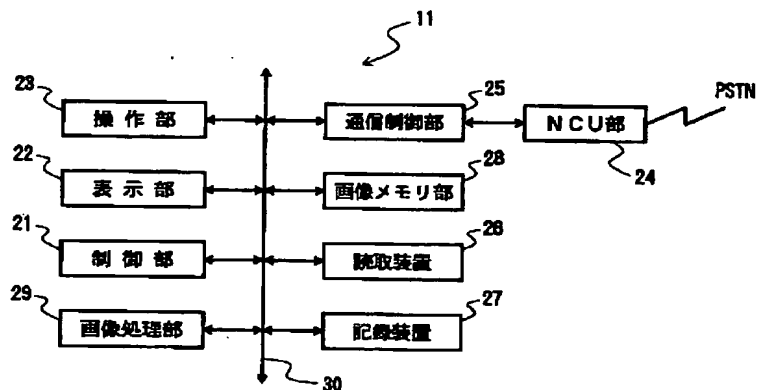 11
23
操作部
25
通信制御部
NCU部
24
PSTN
22
表示部
28
画像メモリ部
21
制御部
26
読取装置
29
画像処理部
27
記録装置
30